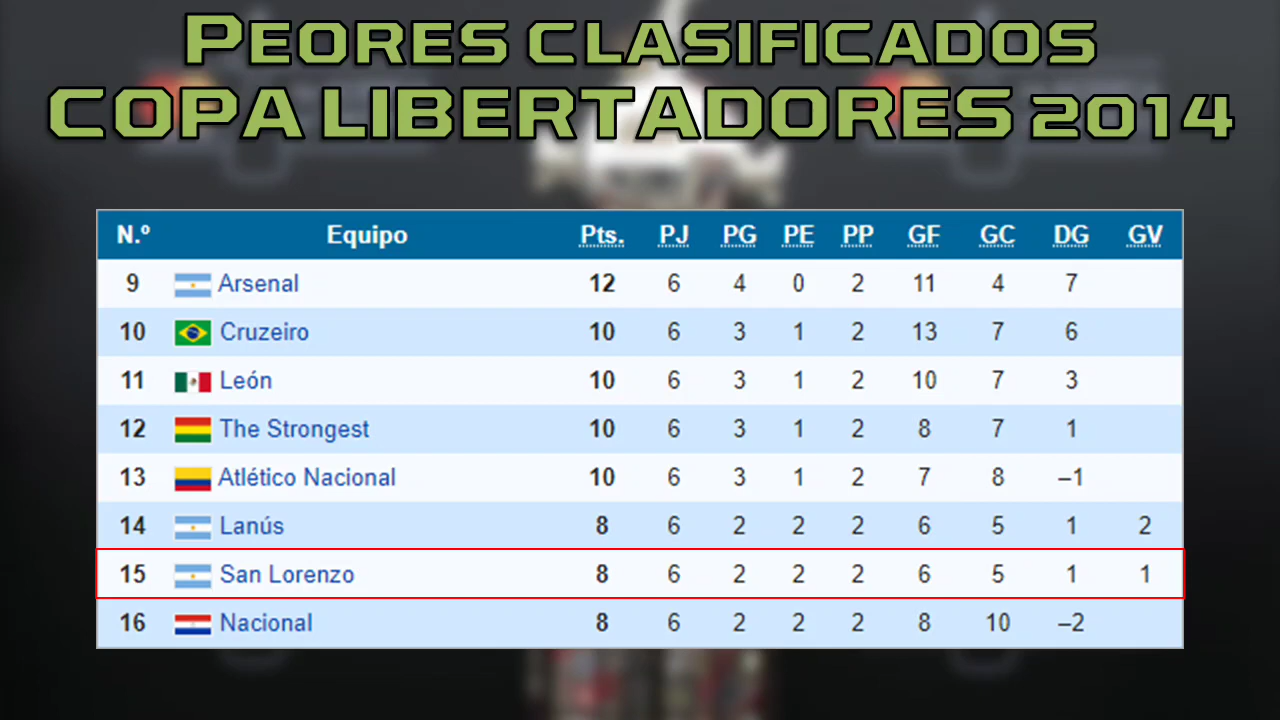 PEORES CLASIFICADOS
COPA LIBERTADORES 2014
N.º Equipo Pts. PJ PG PE PP GF GC DG GV
9 Arsenal 12 6 4 0 2 11 4 7
10 Cruzeiro 10 6 3 1 2 13 7 6
11 León 10 6 3 1 2 10 7 3
12 The Strongest 10 6 3 1 2 8 7 1
13 Atlético Nacional 10 6 3 1 2 7 8 –1
14 Lanús 8 6 2 2 2 6 5 1 2
15 San Lorenzo 8 6 2 2 2 6 5 1 1
16 Nacional 8 6 2 2 2 8 10 –2